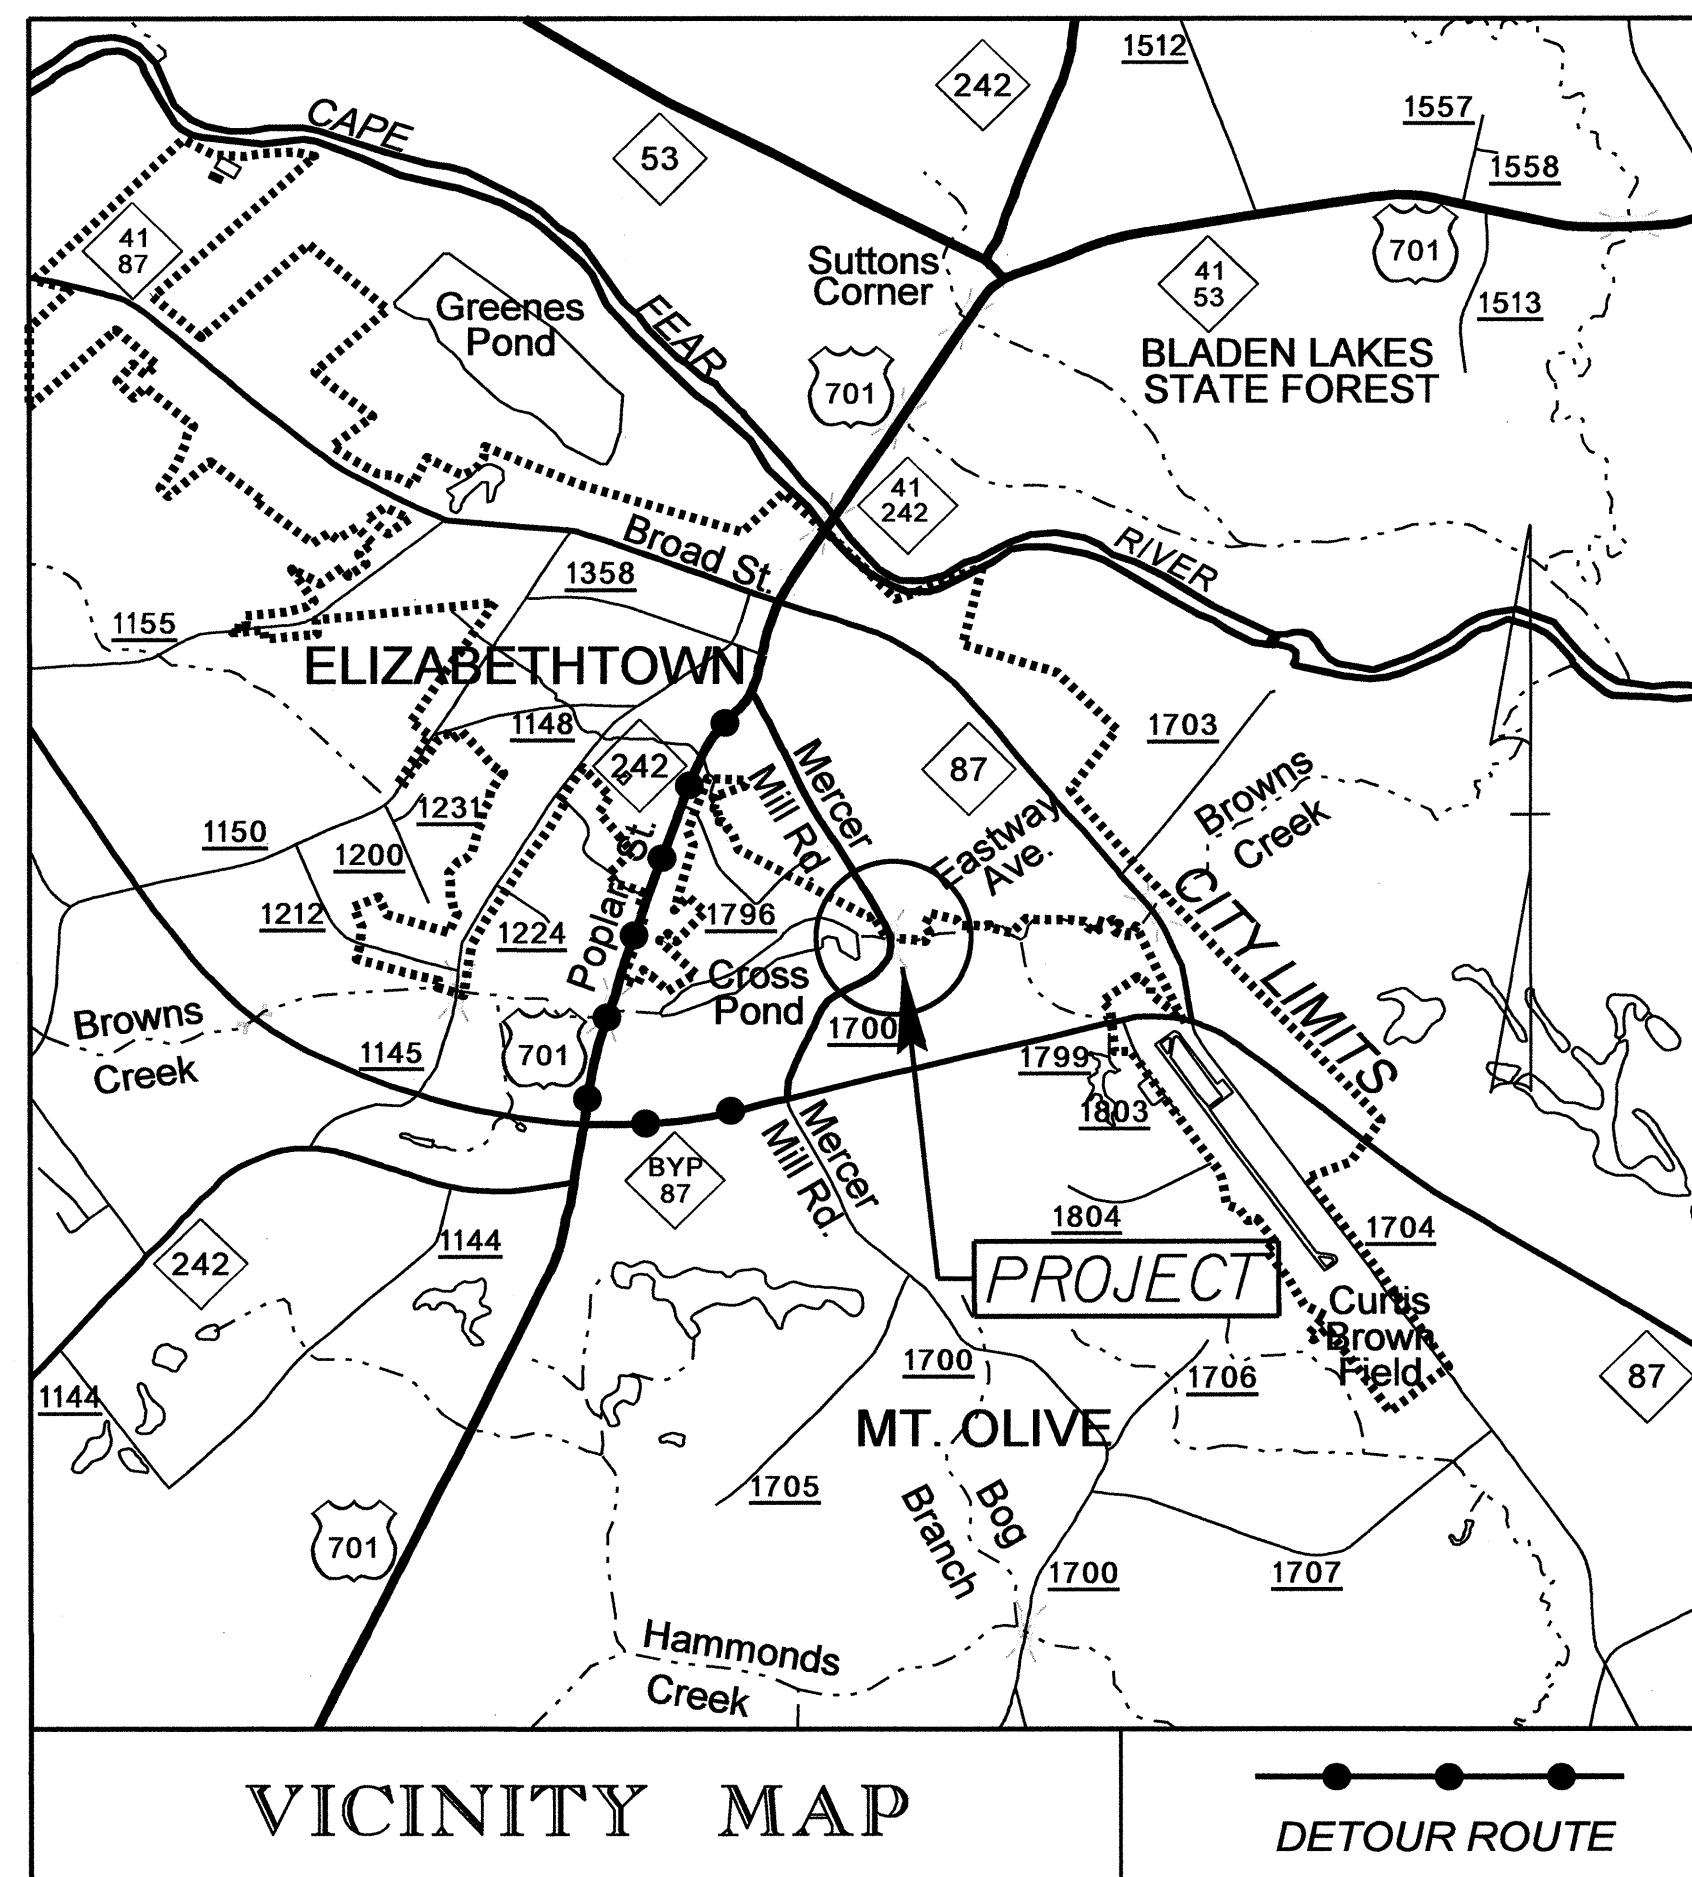 1512
242
1557
CAPE
53
1558
41
87
Suttons
Corner
701
41
53
1513
Greenes
Pond
FEAR
BLADEN LAKES
STATE FOREST
701
41
242
Broad St.
RIVER
1358
1155
ELIZABETHTOWN
1148
242
Mercer
Mill Rd.
87
1703
Browns
Creek
1231
1150
1200
Poplar St.
Eastway
Ave.
1212
1224
1796
CITY LIMITS
Cross
Pond
Browns
Creek
1145
701
1700
1799
1803
BYP
87
Mercer
Mill Rd.
242
1144
1804
1704
PROJECT
Curtis
Brown
Field
1144
1700
1706
87
MT. OLIVE
701
1705
Bog
Branch
1700
1707
Hammonds
Creek
VICINITY MAP
DETOUR ROUTE